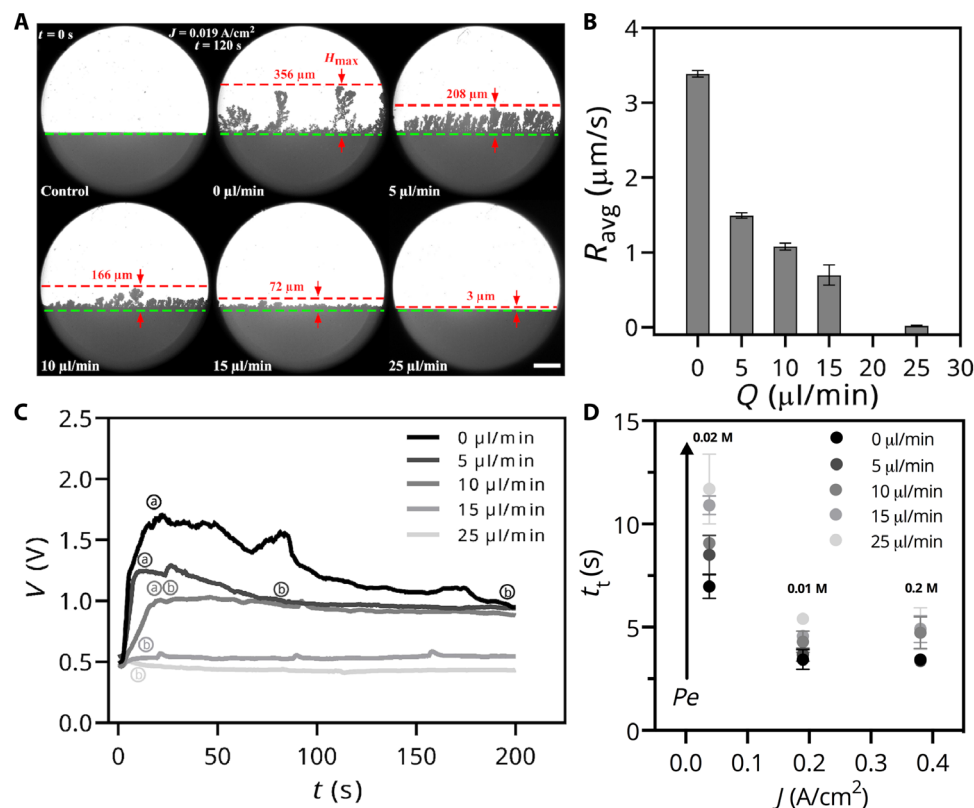 A
t = 0 s
J = 0.019 A/cm²
t = 120 s
Hmax
356 µm
208 µm
Control
0 µl/min
5 µl/min
166 µm
72 µm
3 µm
10 µl/min
15 µl/min
25 µl/min
B
Ravg (µm/s)
4
3
2
1
0
0 5 10 15 20 25 30
Q (µl/min)
C
V (V)
2.5
2.0
1.5
1.0
0.5
0.0
0 µl/min
5 µl/min
10 µl/min
15 µl/min
25 µl/min
a
a
a b b b
b
b
0 50 100 150 200
t (s)
D
tt (s)
15
10
5
0
0.02 M
0.01 M
0.2 M
0 µl/min
5 µl/min
10 µl/min
15 µl/min
25 µl/min
Pe
0.0 0.1 0.2 0.3 0.4
J (A/cm²)